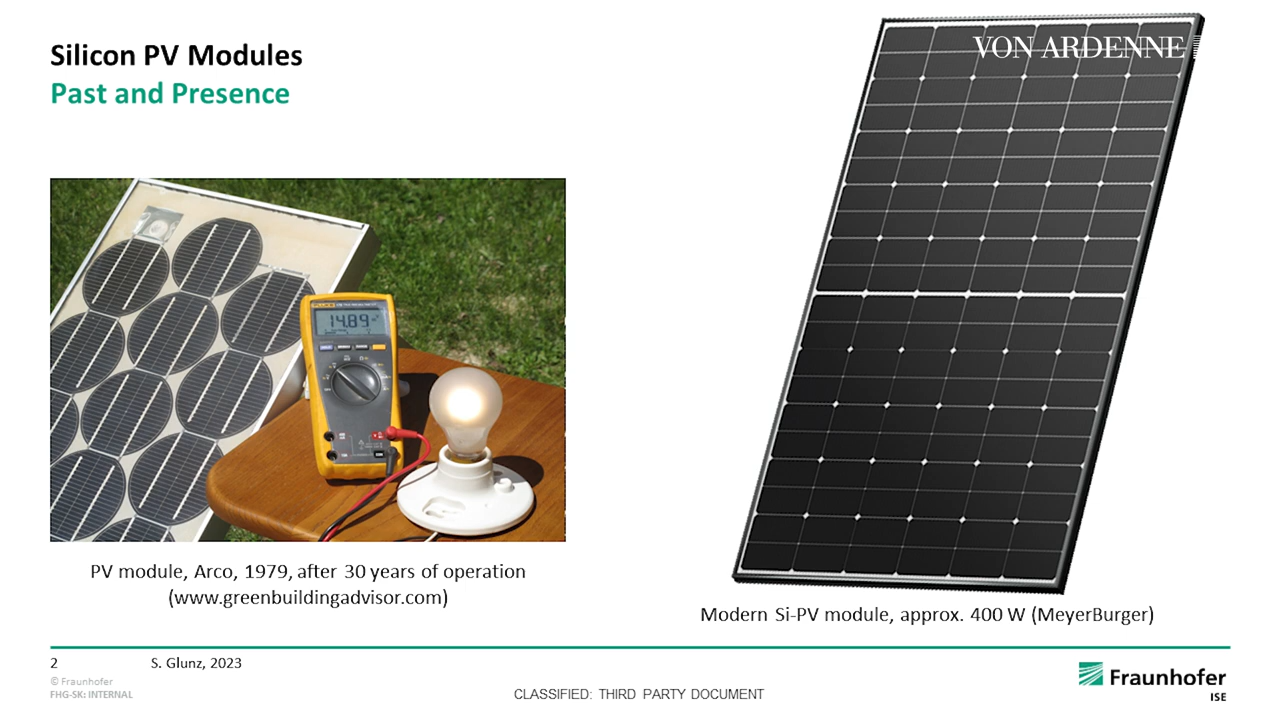 Silicon PV Modules
Past and Presence
VON ARDENNE
FLUKE
14.89
PV module, Arco, 1979, after 30 years of operation
(www.greenbuildingadvisor.com)
Modern Si-PV module, approx. 400 W (MeyerBurger)
2
S. Glunz, 2023
© Fraunhofer
FHG-SK: INTERNAL
CLASSIFIED: THIRD PARTY DOCUMENT
Fraunhofer
ISE